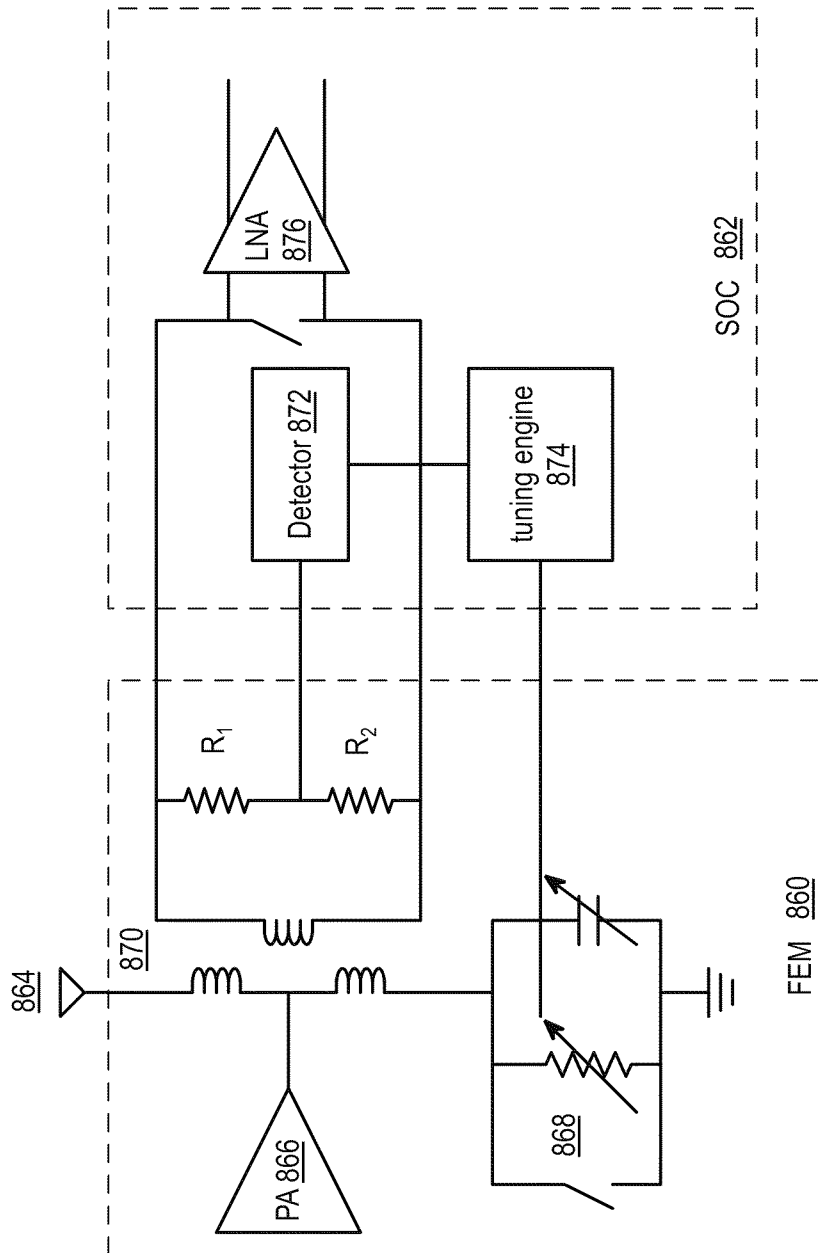 864
870
PA 866
868
FEM 860
R1
R2
Detector 872
tuning engine
874
LNA
876
SOC 862